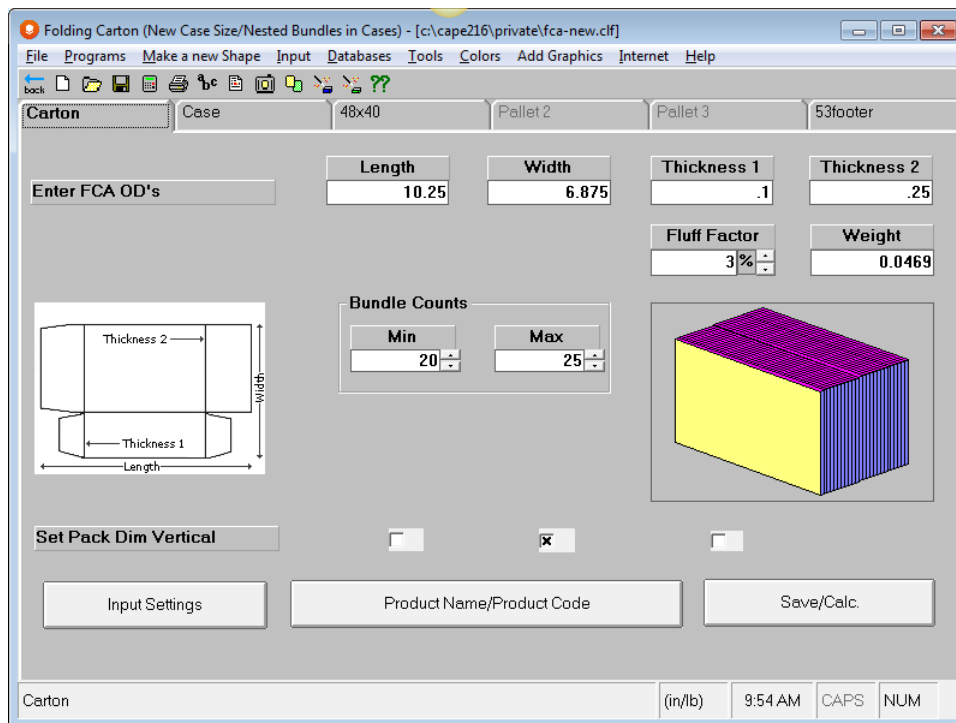 Folding Carton (New Case Size/Nested Bundles in Cases) - [c:\cape216\private\fca-new.clf]
File Programs Make a new Shape Input Databases Tools Colors Add Graphics Internet Help
back abc ??
Carton Case 48x40 Pallet 2 Pallet 3 53footer
Length Width Thickness 1 Thickness 2
Enter FCA OD's 10.25 6.875 .1 .25
Fluff Factor Weight
3 % 0.0469
Bundle Counts
Min Max
20 25
Thickness 2
Width
Thickness 1
Length
Set Pack Dim Vertical
Input Settings Product Name/Product Code Save/Calc.
Carton (in/lb) 9:54 AM CAPS NUM